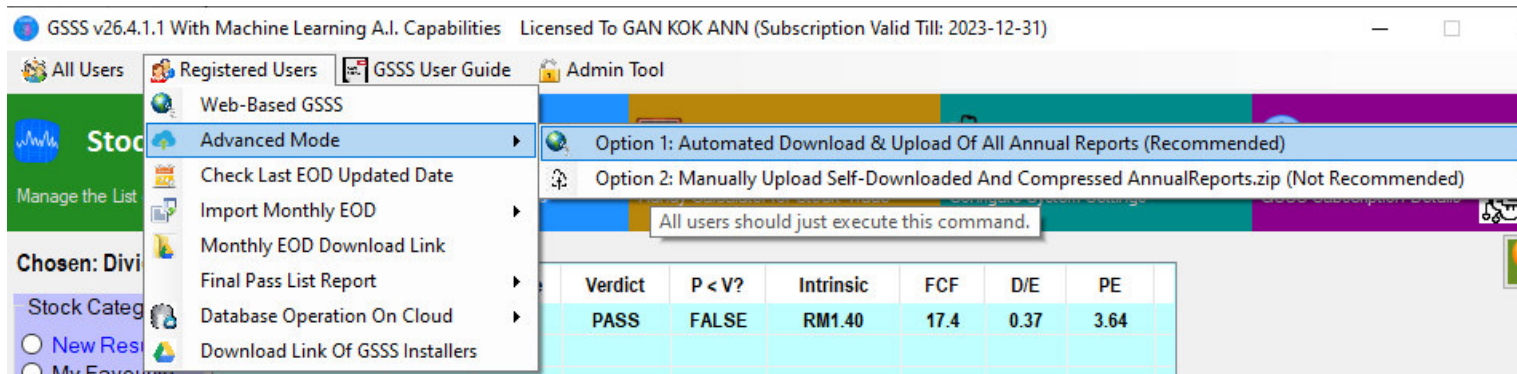 GSSS v26.4.1.1 With Machine Learning A.I. Capabilities Licensed To GAN KOK ANN (Subscription Valid Till: 2023-12-31)
All Users Registered Users GSSS User Guide Admin Tool
Web-Based GSSS
Stoc Advanced Mode Option 1: Automated Download & Upload Of All Annual Reports (Recommended)
Manage the List Check Last EOD Updated Date Option 2: Manually Upload Self-Downloaded And Compressed AnnualReports.zip (Not Recommended)
Import Monthly EOD All users should just execute this command.
Monthly EOD Download Link
Chosen: Divi Final Pass List Report Verdict P < V? Intrinsic FCF D/E PE
Stock Categ Database Operation On Cloud PASS FALSE RM1.40 17.4 0.37 3.64
New Res Download Link Of GSSS Installers